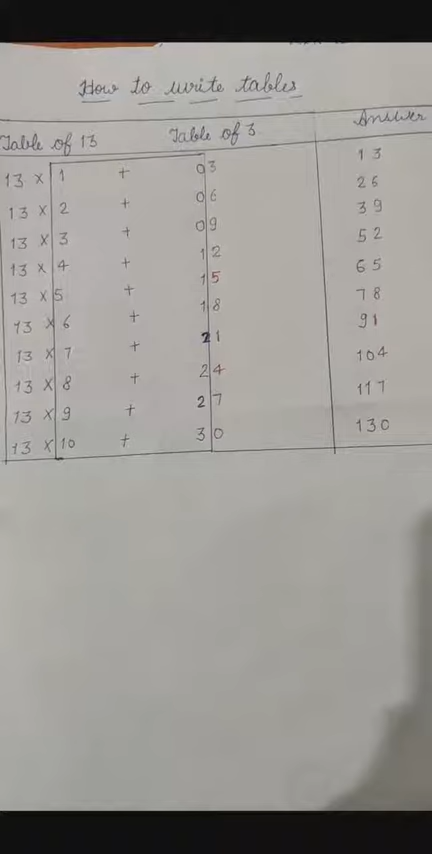 How to write tables
Table of 13 Table of 3 Answer
13 × 1 + 03 13
13 × 2 + 06 26
13 × 3 + 09 39
13 × 4 + 12 52
13 × 5 + 15 65
13 × 6 + 18 78
13 × 7 + 21 91
13 × 8 + 24 104
13 × 9 + 27 117
13 × 10 + 30 130